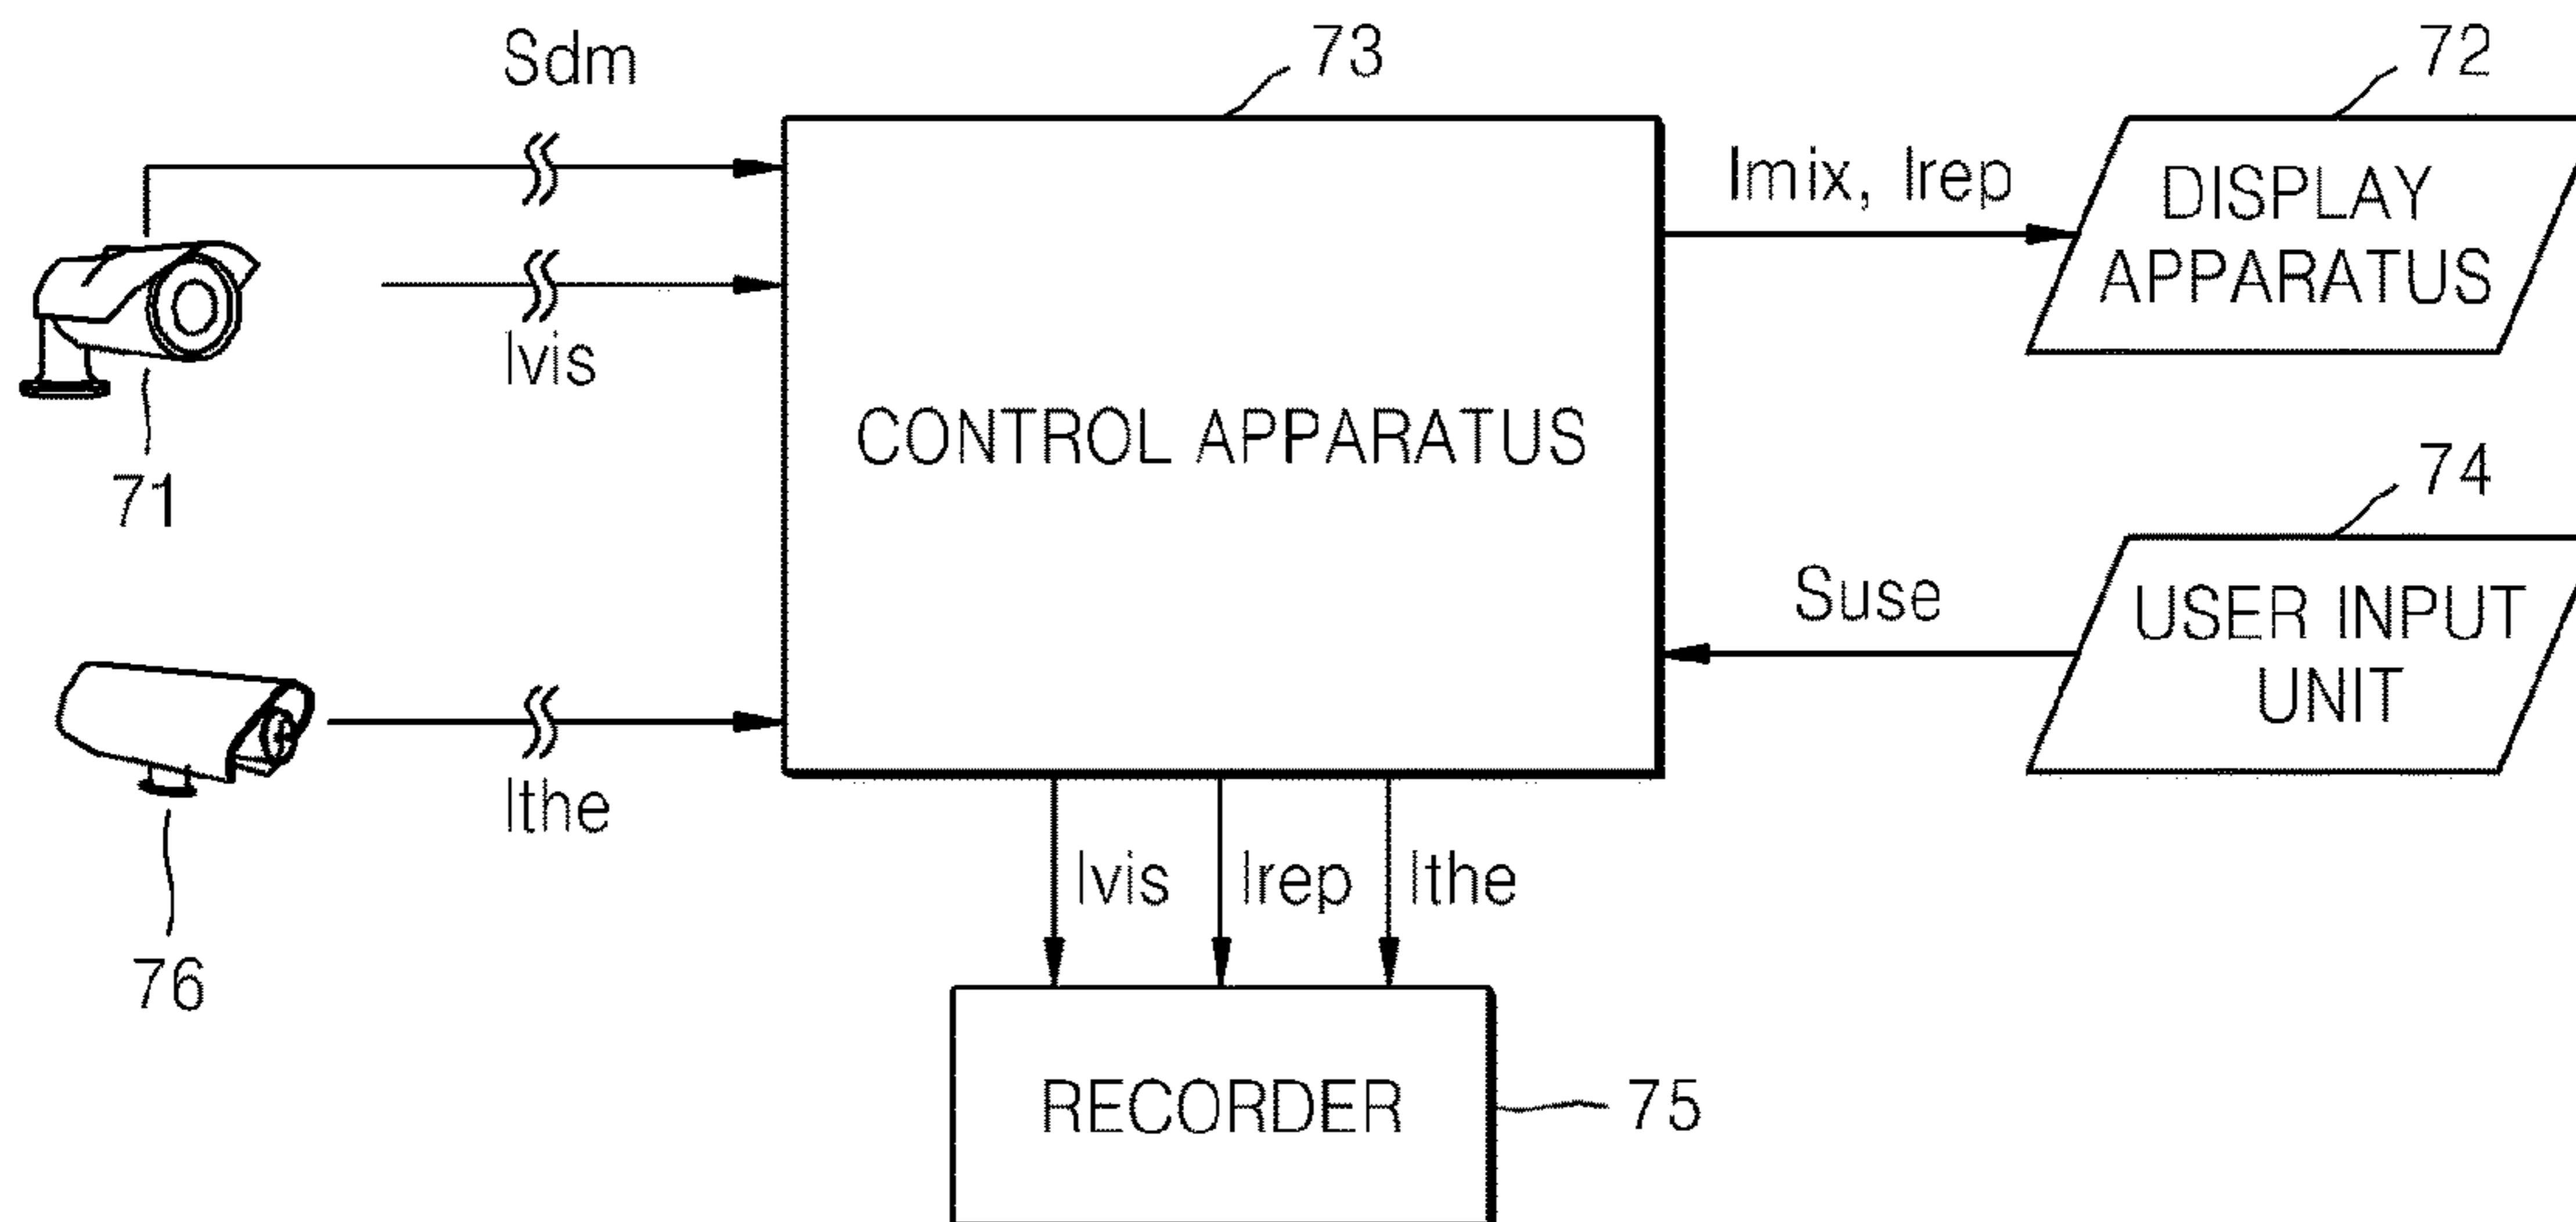 Sdm
73
72
Imix, Irep
DISPLAY
APPARATUS
Ivis
CONTROL APPARATUS
71
74
Suse
USER INPUT
UNIT
Ithe
76
Ivis
Irep
Ithe
RECORDER
75